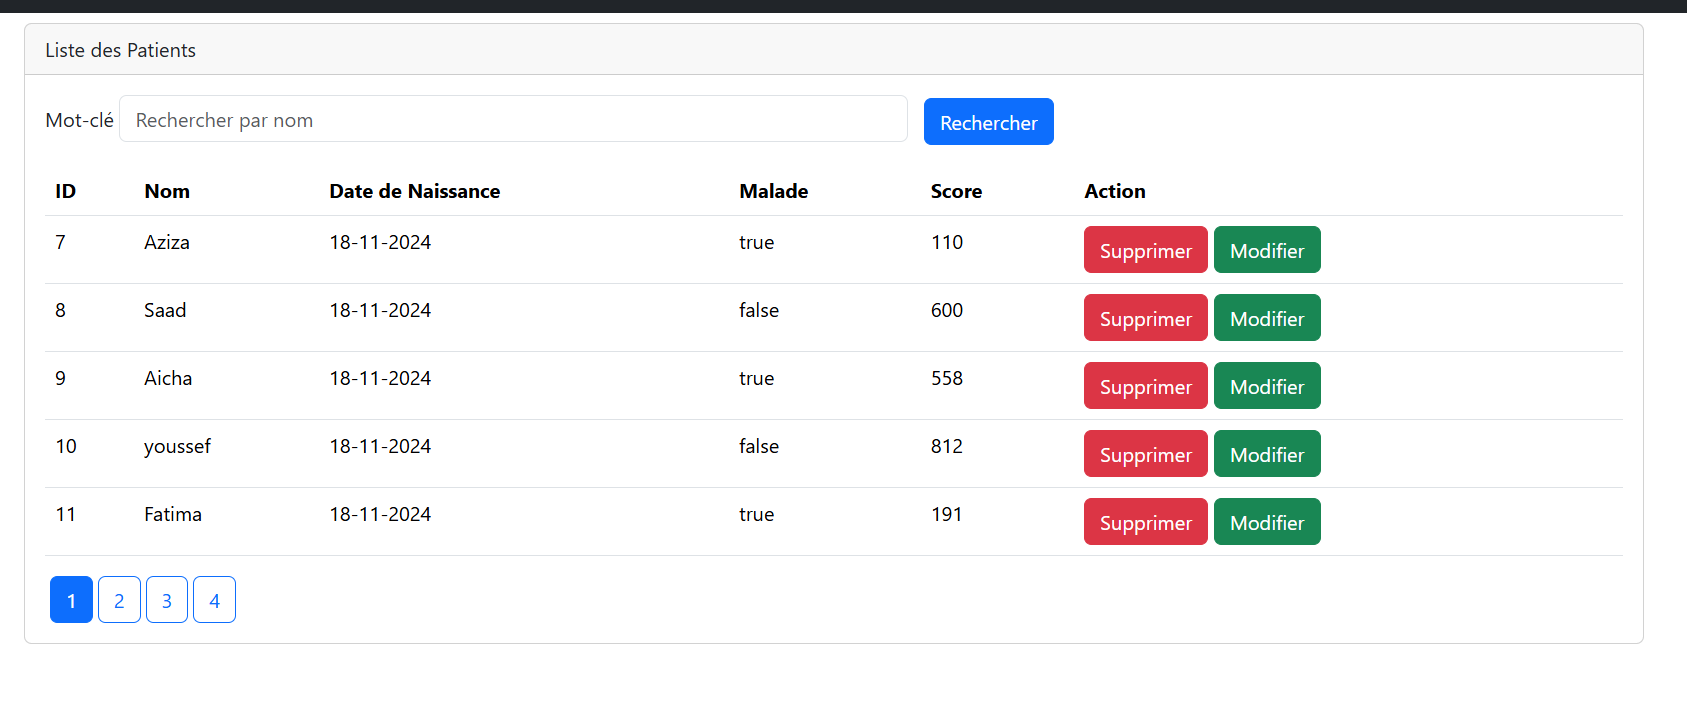 Liste des Patients
Mot-clé Rechercher par nom Rechercher
ID Nom Date de Naissance Malade Score Action
7 Aziza 18-11-2024 true 110 Supprimer Modifier
8 Saad 18-11-2024 false 600 Supprimer Modifier
9 Aicha 18-11-2024 true 558 Supprimer Modifier
10 youssef 18-11-2024 false 812 Supprimer Modifier
11 Fatima 18-11-2024 true 191 Supprimer Modifier
1 2 3 4